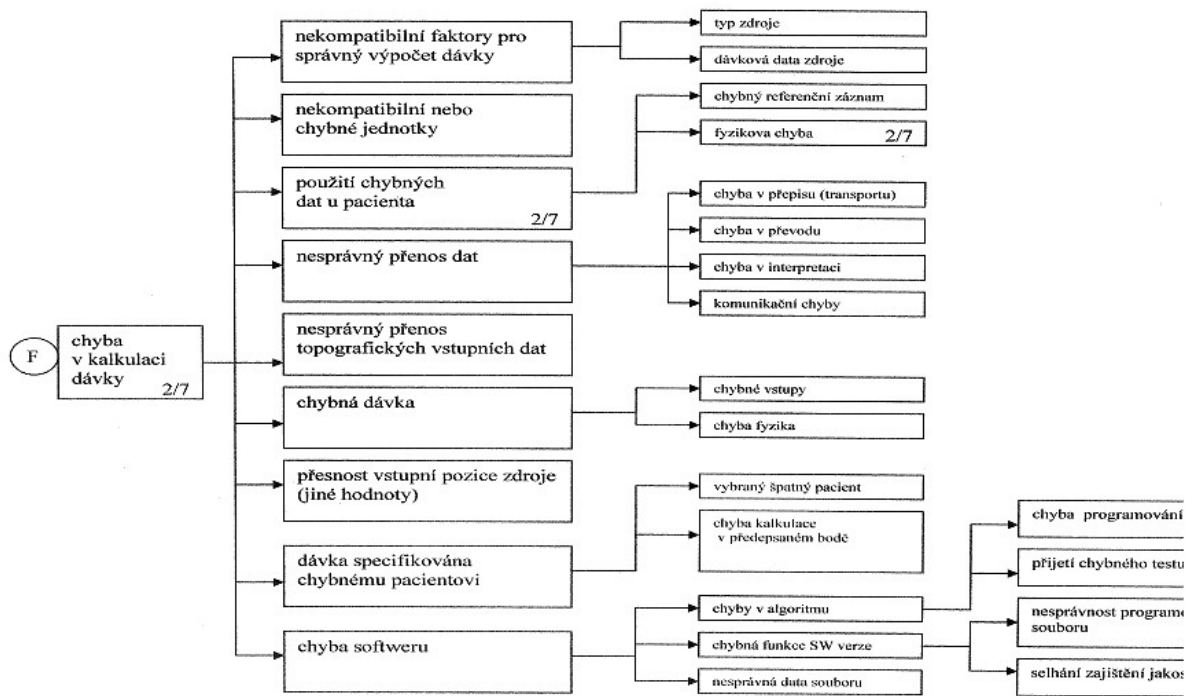 F
chyba
v kalkulaci
dávky
2/7
nekompatibilní faktory pro
správný výpočet dávky
typ zdroje
dávková data zdroje
nekompatibilní nebo
chybné jednotky
použití chybných
dat u pacienta
2/7
chybný referenční záznam
fyzikova chyba
2/7
nesprávný přenos dat
chyba v přepisu (transportu)
chyba v převodu
chyba v interpretaci
komunikační chyby
nesprávný přenos
topografických vstupních dat
chybná dávka
chybné vstupy
chyba fyzika
přesnost vstupní pozice zdroje
(jiné hodnoty)
dávka specifikována
chybnému pacientovi
vybraný špatný pacient
chyba kalkulace
v předepsaném bodě
chyba softweru
chyby v algoritmu
chyba programování
přijetí chybného testu
chybná funkce SW verze
nesprávnost
souboru
selhání zajištění
nesprávná data souboru